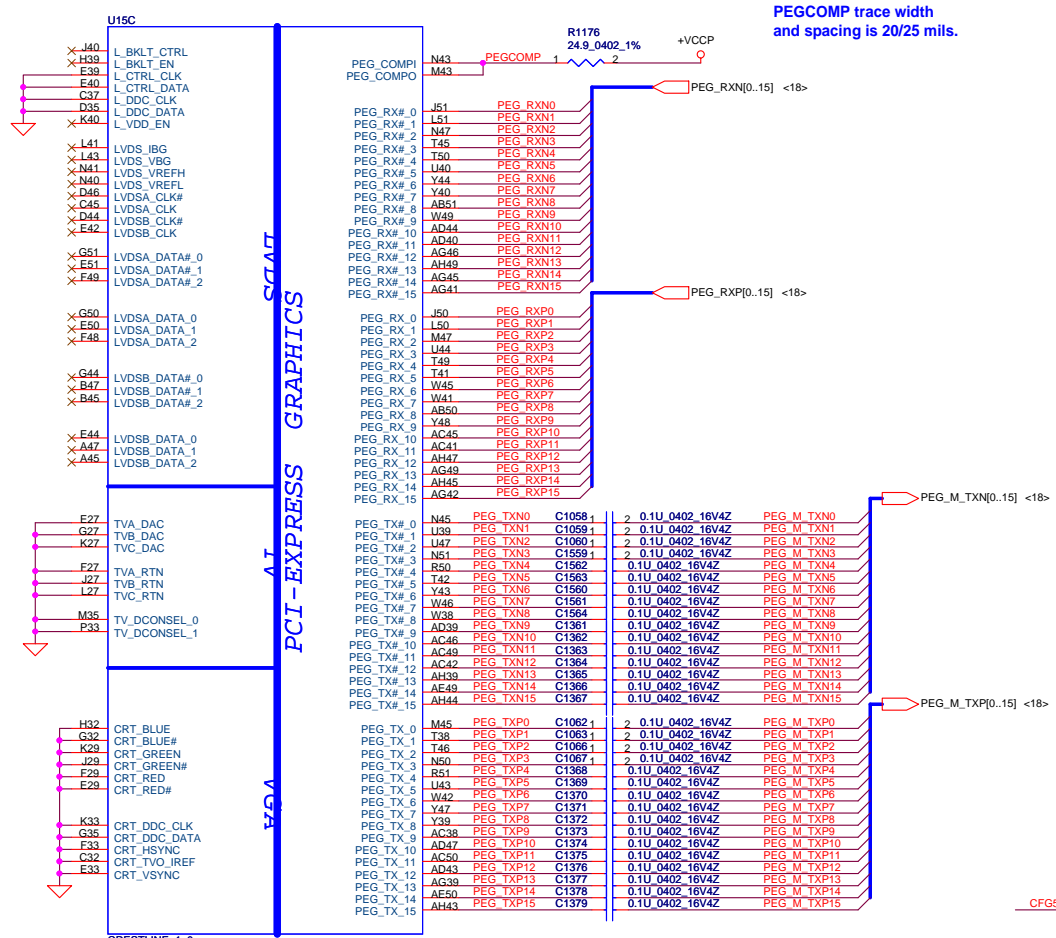 PEGCOMP trace width
and spacing is 20/25 mils.
U15C
R1176
24.9_0402_1%
+VCCP
PEGCOMP 1 2
J40 L_BKLT_CTRL
H39 L_BKLT_EN
E39 L_CTRL_CLK
E40 L_CTRL_DATA
C37 L_DDC_CLK
D35 L_DDC_DATA
K40 L_VDD_EN
L41 LVDS_IBG
L43 LVDS_VBG
N41 LVDS_VREFH
N40 LVDS_VREFL
D46 LVDSA_CLK#
C45 LVDSA_CLK
D44 LVDSB_CLK#
E42 LVDSB_CLK
G51 LVDSA_DATA#_0
E51 LVDSA_DATA#_1
F49 LVDSA_DATA#_2
G50 LVDSA_DATA_0
E50 LVDSA_DATA_1
F48 LVDSA_DATA_2
G44 LVDSB_DATA#_0
B47 LVDSB_DATA#_1
B45 LVDSB_DATA#_2
E44 LVDSB_DATA_0
A47 LVDSB_DATA_1
A45 LVDSB_DATA_2
E27 TVA_DAC
G27 TVB_DAC
K27 TVC_DAC
F27 TVA_RTN
J27 TVB_RTN
L27 TVC_RTN
M35 TV_DCONSEL_0
P33 TV_DCONSEL_1
H32 CRT_BLUE
G32 CRT_BLUE#
K29 CRT_GREEN
J29 CRT_GREEN#
F29 CRT_RED
E29 CRT_RED#
K33 CRT_DDC_CLK
G35 CRT_DDC_DATA
F33 CRT_HSYNC
C32 CRT_TVO_IREF
E33 CRT_VSYNC
LVDS
TV
VGA
PCI-EXPRESS GRAPHICS
PEG_COMPI N43
PEG_COMPO M43
PEG_RX#_0 J51 PEG_RXN0
PEG_RX#_1 L51 PEG_RXN1
PEG_RX#_2 N47 PEG_RXN2
PEG_RX#_3 T45 PEG_RXN3
PEG_RX#_4 T50 PEG_RXN4
PEG_RX#_5 U40 PEG_RXN5
PEG_RX#_6 Y44 PEG_RXN6
PEG_RX#_7 Y40 PEG_RXN7
PEG_RX#_8 AB51 PEG_RXN8
PEG_RX#_9 W49 PEG_RXN9
PEG_RX#_10 AD44 PEG_RXN10
PEG_RX#_11 AD40 PEG_RXN11
PEG_RX#_12 AG46 PEG_RXN12
PEG_RX#_13 AH49 PEG_RXN13
PEG_RX#_14 AG45 PEG_RXN14
PEG_RX#_15 AG41 PEG_RXN15
PEG_RXN[0..15] <18>
PEG_RX_0 J50 PEG_RXP0
PEG_RX_1 L50 PEG_RXP1
PEG_RX_2 M47 PEG_RXP2
PEG_RX_3 U44 PEG_RXP3
PEG_RX_4 T49 PEG_RXP4
PEG_RX_5 T41 PEG_RXP5
PEG_RX_6 W45 PEG_RXP6
PEG_RX_7 W41 PEG_RXP7
PEG_RX_8 AB50 PEG_RXP8
PEG_RX_9 Y48 PEG_RXP9
PEG_RX_10 AC45 PEG_RXP10
PEG_RX_11 AC41 PEG_RXP11
PEG_RX_12 AH47 PEG_RXP12
PEG_RX_13 AG49 PEG_RXP13
PEG_RX_14 AH45 PEG_RXP14
PEG_RX_15 AG42 PEG_RXP15
PEG_RXP[0..15] <18>
PEG_TX#_0 N45 PEG_TXN0 C1058 1 2 0.1U_0402_16V4Z PEG_M_TXN0
PEG_TX#_1 U39 PEG_TXN1 C1059 1 2 0.1U_0402_16V4Z PEG_M_TXN1
PEG_TX#_2 U47 PEG_TXN2 C1060 1 2 0.1U_0402_16V4Z PEG_M_TXN2
PEG_TX#_3 N51 PEG_TXN3 C1559 1 2 0.1U_0402_16V4Z PEG_M_TXN3
PEG_TX#_4 R50 PEG_TXN4 C1562 0.1U_0402_16V4Z PEG_M_TXN4
PEG_TX#_5 T42 PEG_TXN5 C1563 0.1U_0402_16V4Z PEG_M_TXN5
PEG_TX#_6 Y43 PEG_TXN6 C1560 0.1U_0402_16V4Z PEG_M_TXN6
PEG_TX#_7 W46 PEG_TXN7 C1561 0.1U_0402_16V4Z PEG_M_TXN7
PEG_TX#_8 W38 PEG_TXN8 C1564 0.1U_0402_16V4Z PEG_M_TXN8
PEG_TX#_9 AD39 PEG_TXN9 C1361 0.1U_0402_16V4Z PEG_M_TXN9
PEG_TX#_10 AC46 PEG_TXN10 C1362 0.1U_0402_16V4Z PEG_M_TXN10
PEG_TX#_11 AC49 PEG_TXN11 C1363 0.1U_0402_16V4Z PEG_M_TXN11
PEG_TX#_12 AC42 PEG_TXN12 C1364 0.1U_0402_16V4Z PEG_M_TXN12
PEG_TX#_13 AH39 PEG_TXN13 C1365 0.1U_0402_16V4Z PEG_M_TXN13
PEG_TX#_14 AE49 PEG_TXN14 C1366 0.1U_0402_16V4Z PEG_M_TXN14
PEG_TX#_15 AH44 PEG_TXN15 C1367 0.1U_0402_16V4Z PEG_M_TXN15
PEG_M_TXN[0..15] <18>
PEG_TX_0 M45 PEG_TXP0 C1062 1 2 0.1U_0402_16V4Z PEG_M_TXP0
PEG_TX_1 T38 PEG_TXP1 C1063 1 2 0.1U_0402_16V4Z PEG_M_TXP1
PEG_TX_2 T46 PEG_TXP2 C1066 1 2 0.1U_0402_16V4Z PEG_M_TXP2
PEG_TX_3 N50 PEG_TXP3 C1067 1 2 0.1U_0402_16V4Z PEG_M_TXP3
PEG_TX_4 R51 PEG_TXP4 C1368 0.1U_0402_16V4Z PEG_M_TXP4
PEG_TX_5 U43 PEG_TXP5 C1369 0.1U_0402_16V4Z PEG_M_TXP5
PEG_TX_6 W42 PEG_TXP6 C1370 0.1U_0402_16V4Z PEG_M_TXP6
PEG_TX_7 Y47 PEG_TXP7 C1371 0.1U_0402_16V4Z PEG_M_TXP7
PEG_TX_8 Y39 PEG_TXP8 C1372 0.1U_0402_16V4Z PEG_M_TXP8
PEG_TX_9 AC38 PEG_TXP9 C1373 0.1U_0402_16V4Z PEG_M_TXP9
PEG_TX_10 AD47 PEG_TXP10 C1374 0.1U_0402_16V4Z PEG_M_TXP10
PEG_TX_11 AC50 PEG_TXP11 C1375 0.1U_0402_16V4Z PEG_M_TXP11
PEG_TX_12 AD43 PEG_TXP12 C1376 0.1U_0402_16V4Z PEG_M_TXP12
PEG_TX_13 AG39 PEG_TXP13 C1377 0.1U_0402_16V4Z PEG_M_TXP13
PEG_TX_14 AE50 PEG_TXP14 C1378 0.1U_0402_16V4Z PEG_M_TXP14
PEG_TX_15 AH43 PEG_TXP15 C1379 0.1U_0402_16V4Z PEG_M_TXP15
PEG_M_TXP[0..15] <18>
CFG5